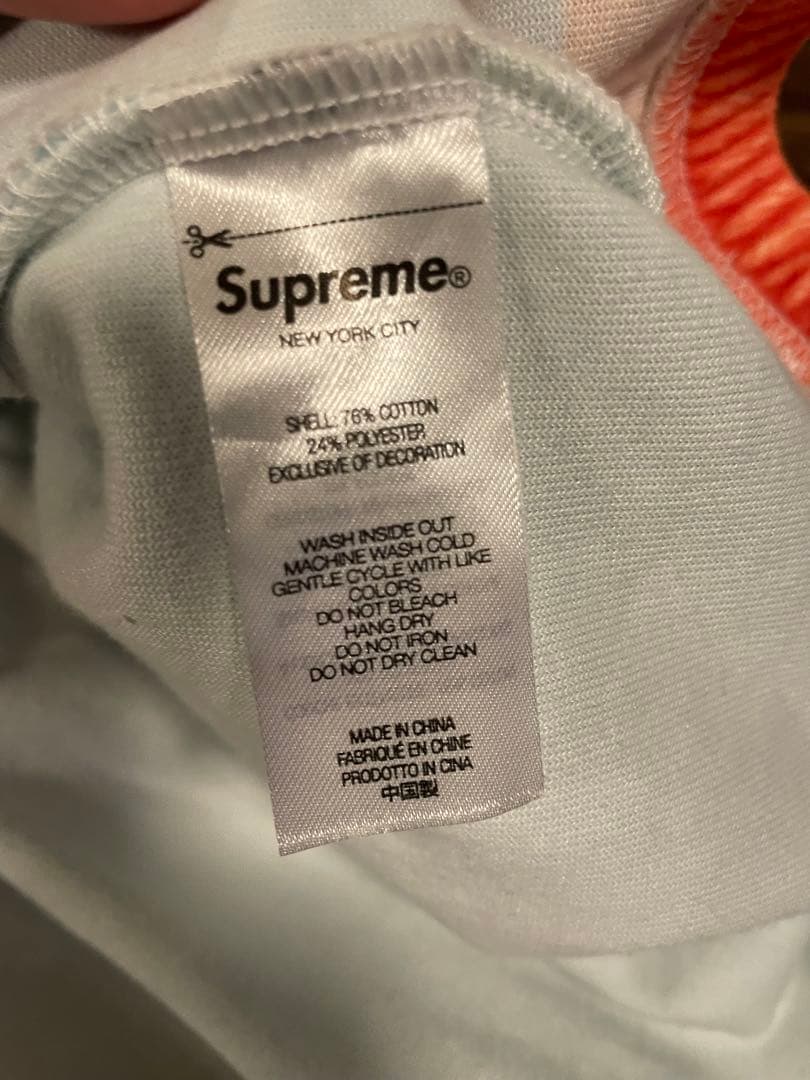 Supreme®
NEW YORK CITY
SHELL: 76% COTTON
24% POLYESTER
EXCLUSIVE OF DECORATION
WASH INSIDE OUT
MACHINE WASH COLD
GENTLE CYCLE WITH LIKE
COLORS
DO NOT BLEACH
HANG DRY
DO NOT IRON
DO NOT DRY CLEAN
MADE IN CHINA
FABRIQUÉ EN CHINE
PRODOTTO IN CINA
中国製